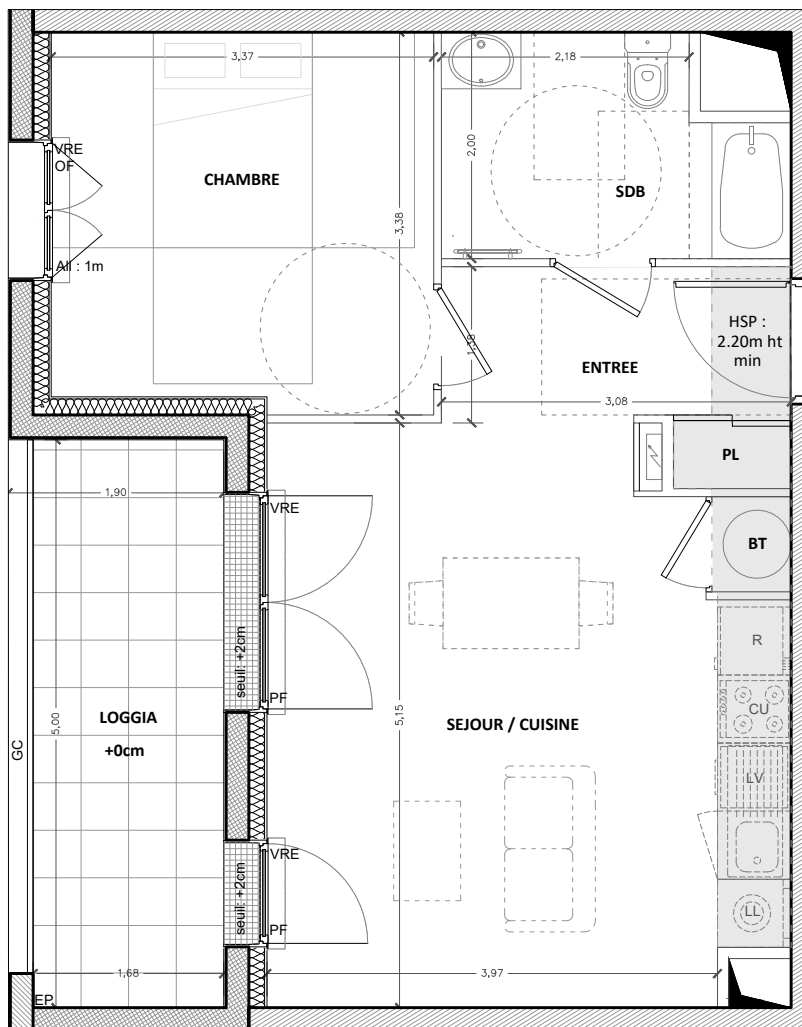 3,37
2,18
VRE
OF
CHAMBRE
2,00
SDB
3,38
All : 1m
HSP :
2.20m ht
min
1,38
ENTREE
3,08
PL
1,90
VRE
BT
seuil: +2cm
R
PF
CU
LOGGIA
+0cm
5,00
5,15
SEJOUR / CUISINE
GC
LV
VRE
seuil: +2cm
PF
LL
1,68
3,97
EP